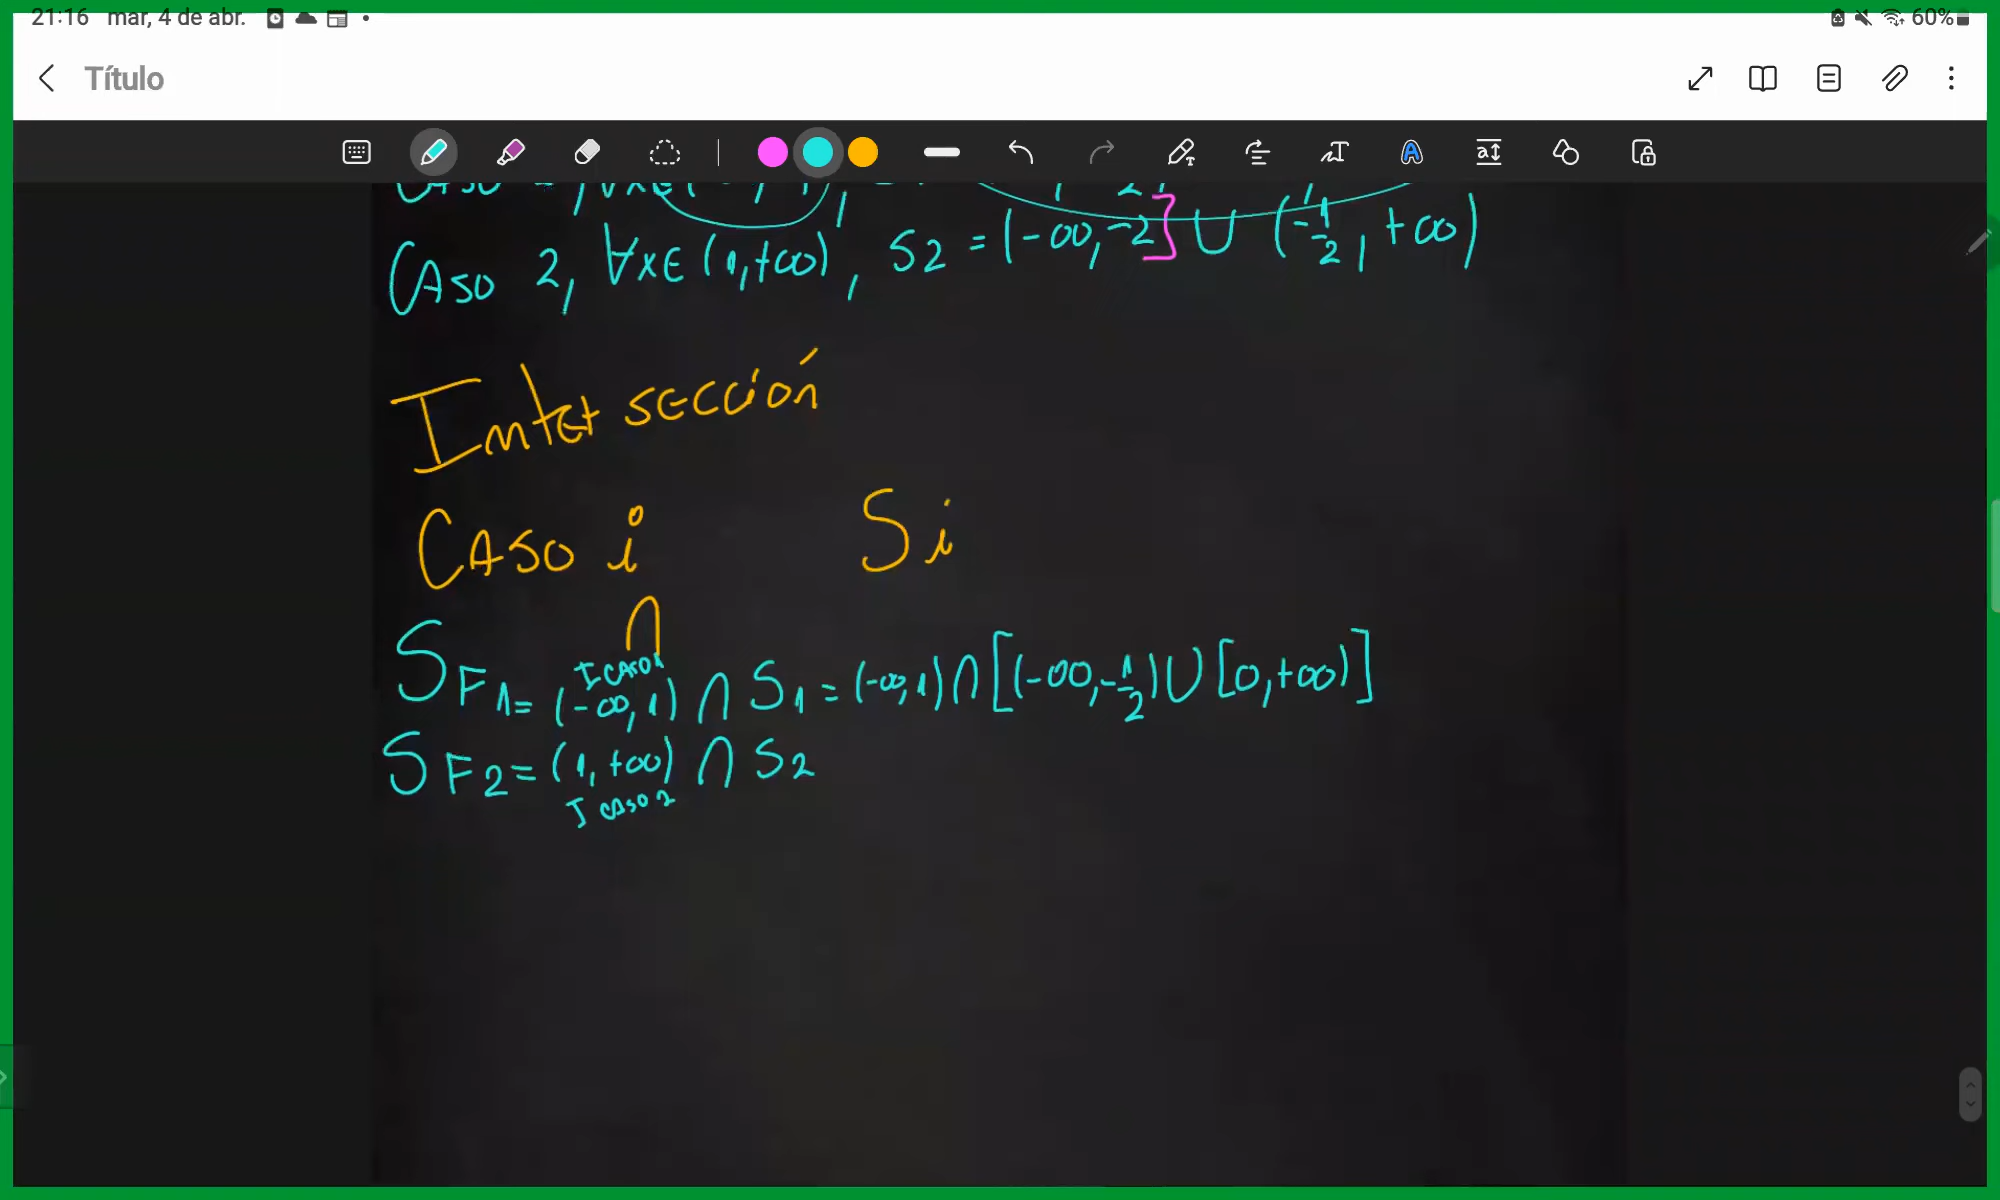 21:16 mar, 4 de abr. 60%
Título
Caso 2, ∀x∈(1,+∞), S2 = (-∞,-2] ∪ (-1/2, +∞)
Intersección
Caso i Si
∩
I caso 1
SF1= (-∞,1) ∩ S1 = (-∞,1) ∩ [(-∞,-1/2) ∪ [0,+∞)]
SF2= (1,+∞) ∩ S2
I caso 2